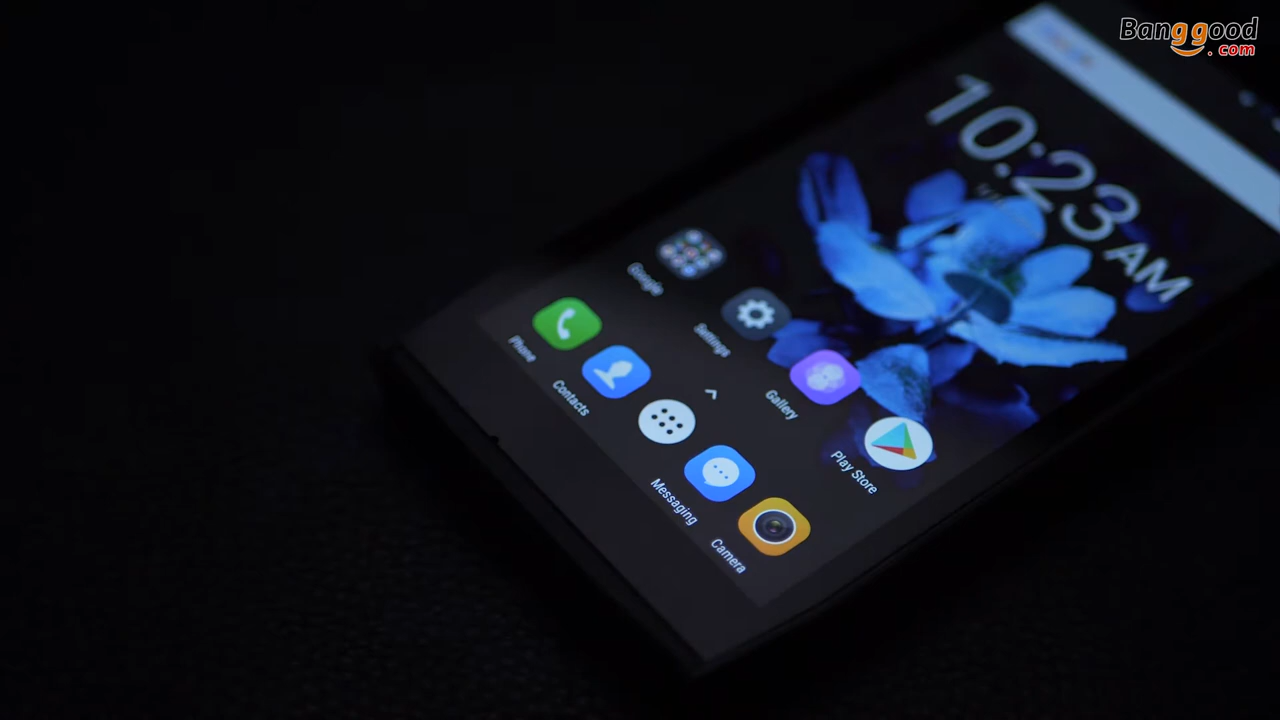 Banggood
.com
10:23 AM
Google
Settings
Gallery
Play Store
Phone
Contacts
Messaging
Camera